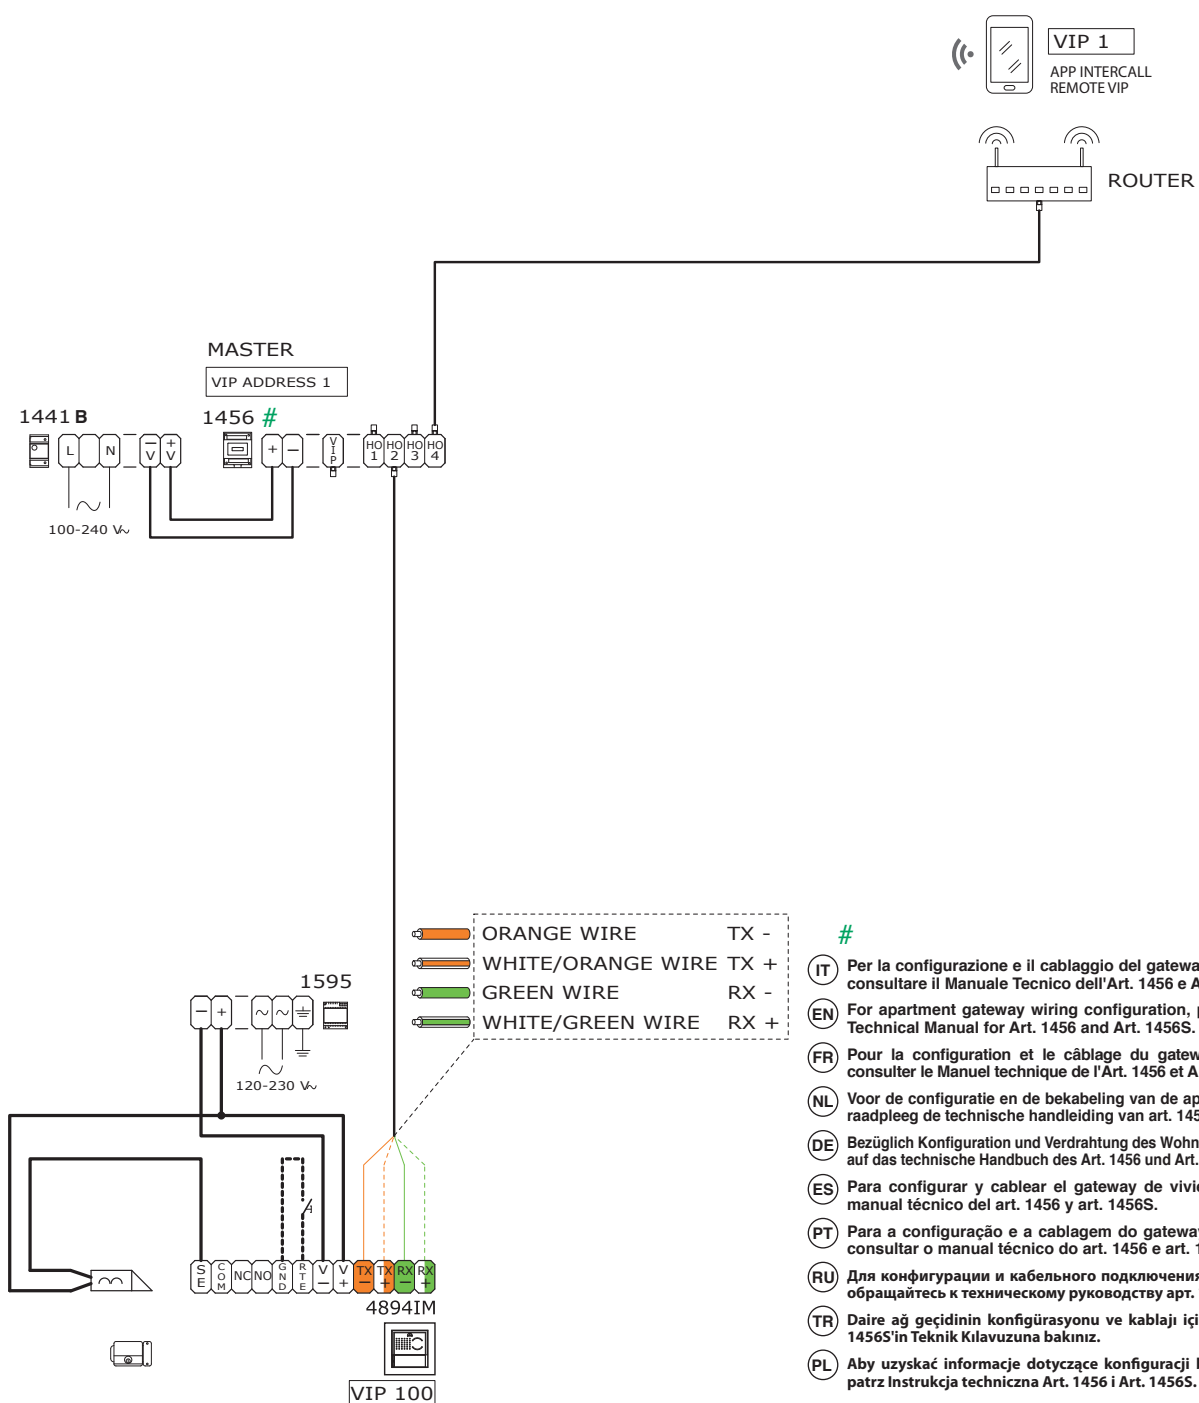 VIP 1
APP INTERCALL
REMOTE VIP
ROUTER
MASTER
VIP ADDRESS 1
1441 B
1456 #
L N − V + V
+ − VIP HO 1 HO 2 HO 3 HO 4
100-240 V~
ORANGE WIRE TX -
WHITE/ORANGE WIRE TX +
GREEN WIRE RX -
WHITE/GREEN WIRE RX +
1595
− + ~ ~
120-230 V~
SE COM NC NO GND RTE V − V + TX − TX + RX − RX +
4894IM
VIP 100
#
IT Per la configurazione e il cablaggio del gatewa
consultare il Manuale Tecnico dell'Art. 1456 e A
EN For apartment gateway wiring configuration, p
Technical Manual for Art. 1456 and Art. 1456S.
FR Pour la configuration et le câblage du gatew
consulter le Manuel technique de l'Art. 1456 et A
NL Voor de configuratie en de bekabeling van de ap
raadpleeg de technische handleiding van art. 145
DE Bezüglich Konfiguration und Verdrahtung des Wohn
auf das technische Handbuch des Art. 1456 und Art.
ES Para configurar y cablear el gateway de vivie
manual técnico del art. 1456 y art. 1456S.
PT Para a configuração e a cablagem do gateway
consultar o manual técnico do art. 1456 e art. 1
RU Для конфигурации и кабельного подключения
обращайтесь к техническому руководству арт.
TR Daire ağ geçidinin konfigürasyonu ve kablajı içi
1456S'in Teknik Kılavuzuna bakınız.
PL Aby uzyskać informacje dotyczące konfiguracji
patrz Instrukcja techniczna Art. 1456 i Art. 1456S.